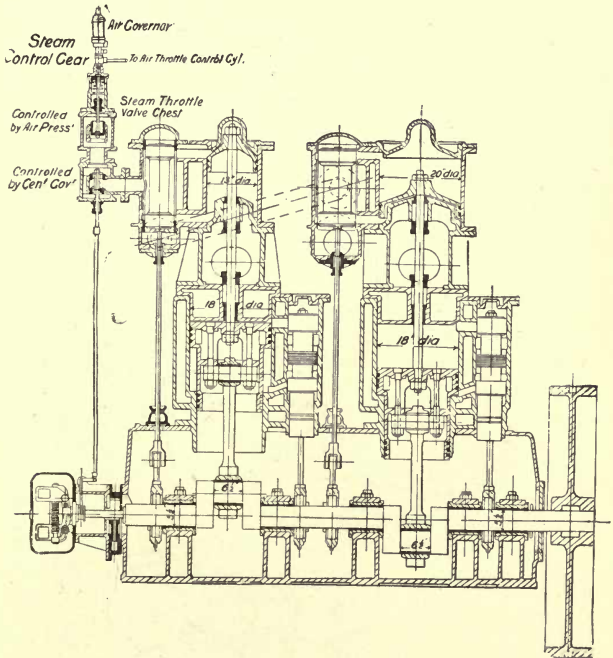 Air Governor
Steam
Control Gear
To Air Throttle Control Cyl.
Steam Throttle
Valve Chest
Controlled
by Air Press.
Controlled
by Cent. Gov.
13" dia
20" dia
18" dia
18" dia
6½"
6½"